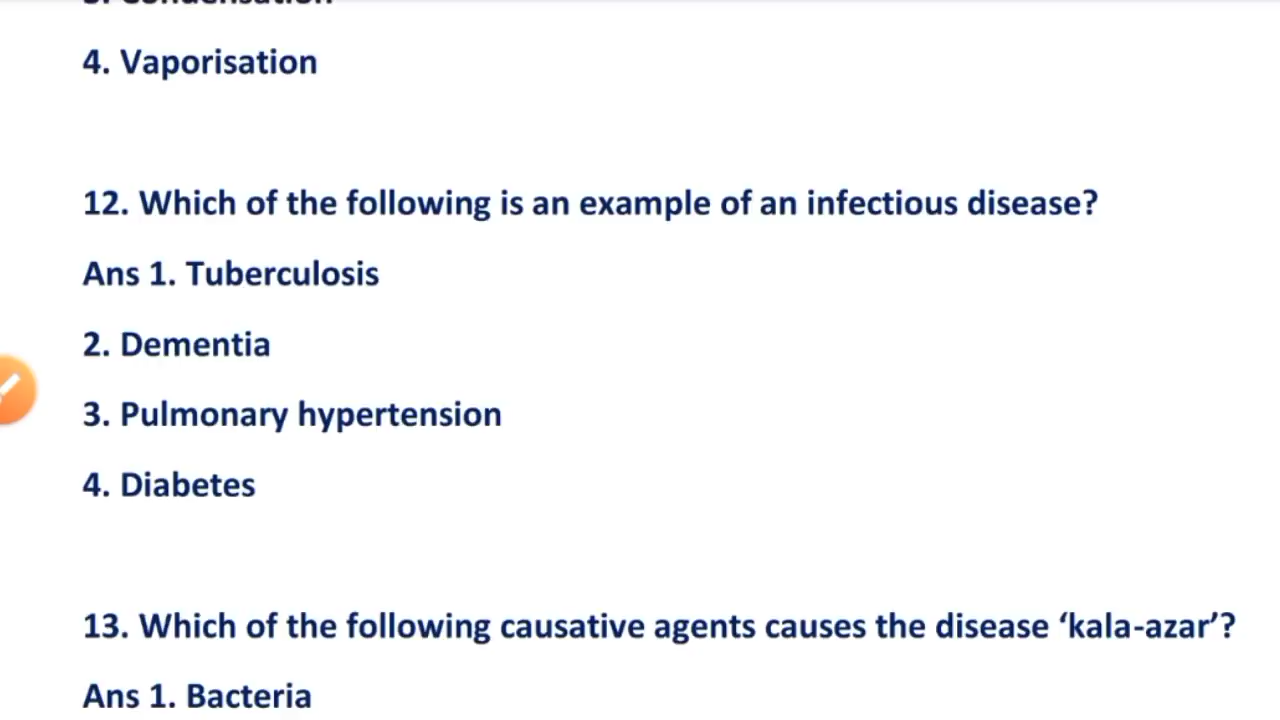 4. Vaporisation
12. Which of the following is an example of an infectious disease?
Ans 1. Tuberculosis
2. Dementia
3. Pulmonary hypertension
4. Diabetes
13. Which of the following causative agents causes the disease ‘kala-azar’?
Ans 1. Bacteria